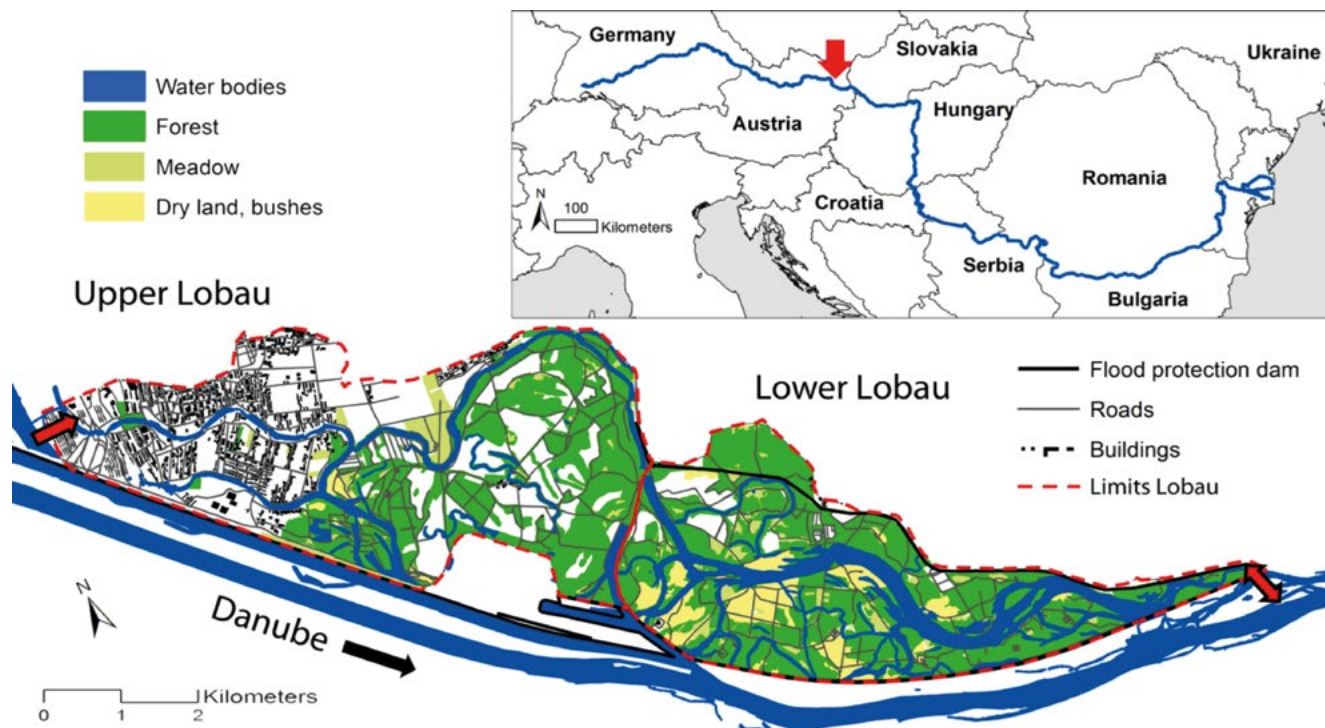 Water bodies
Forest
Meadow
Dry land, bushes
Germany
Slovakia
Ukraine
Austria
Hungary
Romania
Croatia
Serbia
Bulgaria
N
100
Kilometers
Upper Lobau
Lower Lobau
Flood protection dam
Roads
Buildings
Limits Lobau
N
Danube
Kilometers
0 1 2